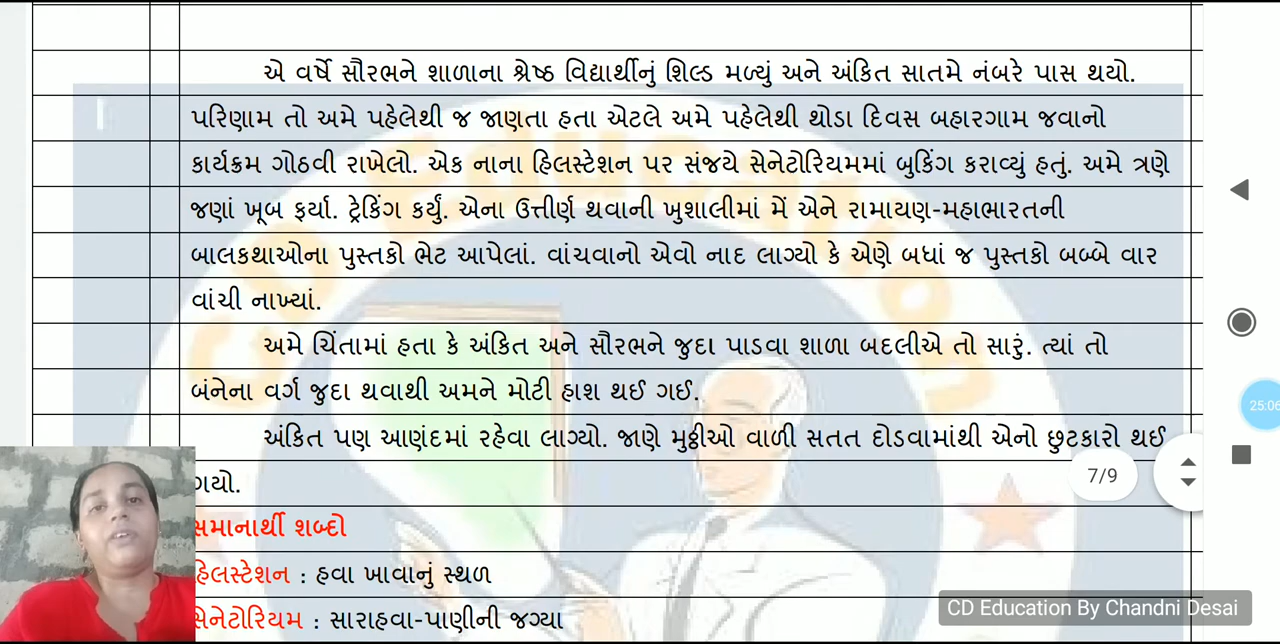 એ વર્ષે સૌરભને શાળાના શ્રેષ્ઠ વિદ્યાર્થીનું શિલ્ડ મળ્યું અને અંકિત સાતમે નંબરે પાસ થયો.
પરિણામ તો અમે પહેલેથી જ જાણતા હતા એટલે અમે પહેલેથી થોડા દિવસ બહારગામ જવાનો
કાર્યક્રમ ગોઠવી રાખેલો. એક નાના હિલસ્ટેશન પર સંજયે સેનેટોરિયમમાં બુકિંગ કરાવ્યું હતું. અમે ત્રણે
જણાં ખૂબ ફર્યા. ટ્રેકિંગ કર્યું. એના ઉત્તીર્ણ થવાની ખુશાલીમાં મેં એને રામાયણ-મહાભારતની
બાલકથાઓના પુસ્તકો ભેટ આપેલાં. વાંચવાનો એવો નાદ લાગ્યો કે એણે બધાં જ પુસ્તકો બબ્બે વાર
વાંચી નાખ્યાં.
અમે ચિંતામાં હતા કે અંકિત અને સૌરભને જુદા પાડવા શાળા બદલીએ તો સારું. ત્યાં તો
બંનેના વર્ગ જુદા થવાથી અમને મોટી હાશ થઈ ગઈ.
અંકિત પણ આણંદમાં રહેવા લાગ્યો. જાણે મુઠ્ઠીઓ વાળી સતત દોડવામાંથી એનો છુટકારો થઈ
ગયો.
સમાનાર્થી શબ્દો
હિલસ્ટેશન : હવા ખાવાનું સ્થળ
સેનેટોરિયમ : સારાહવા-પાણીની જગ્યા
7/9
25:06
CD Education By Chandni Desai
CD Education